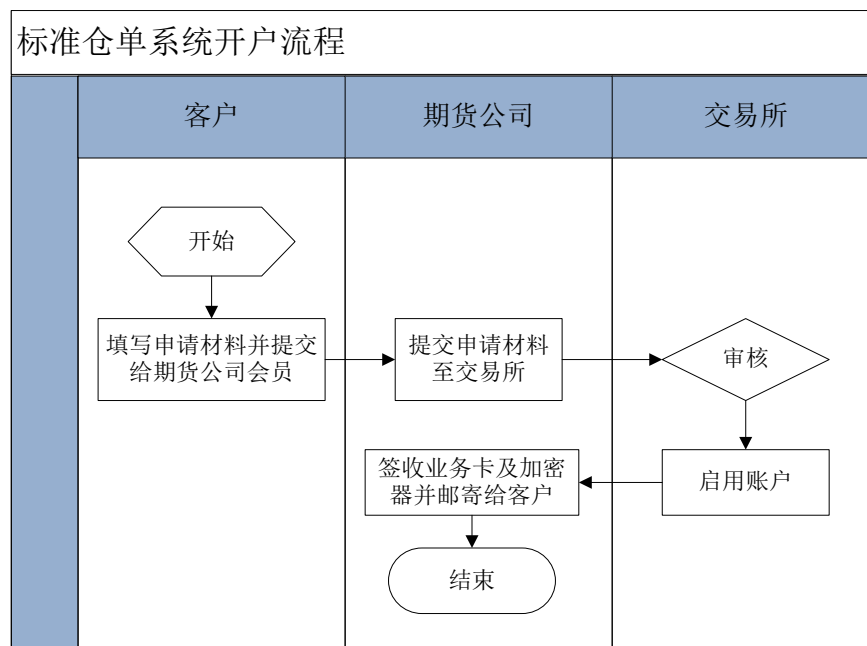 标准仓单系统开户流程
客户
期货公司
交易所
开始
填写申请材料并提交
给期货公司会员
提交申请材料
至交易所
审核
签收业务卡及加密
器并邮寄给客户
启用账户
结束